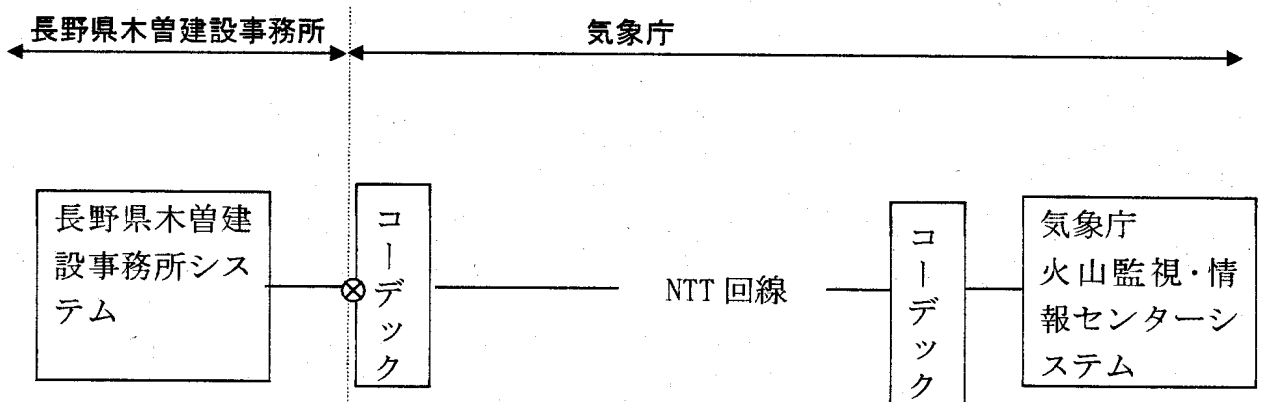 長野県木曽建設事務所
気象庁
長野県木曽建
設事務所シス
テム
コーデック
NTT 回線
コーデック
気象庁
火山監視・情
報センターシ
ステム